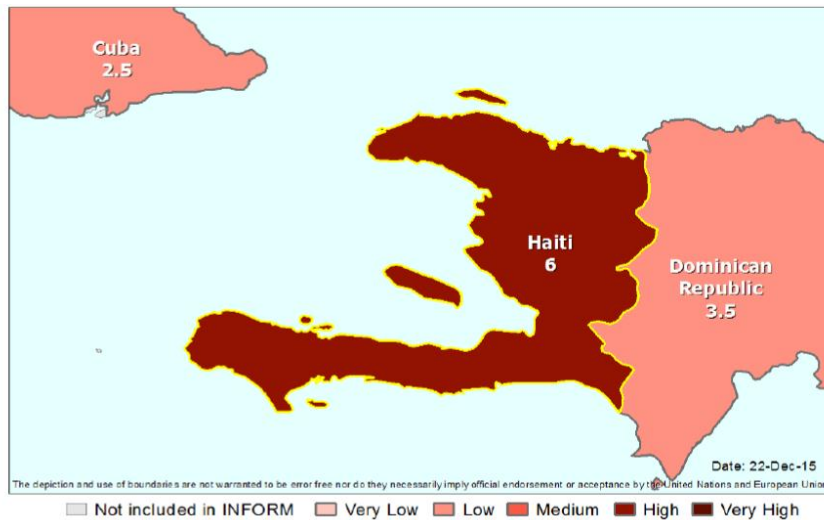 Cuba
2.5
Haiti
6
Dominican
Republic
3.5
Date: 22-Dec-15
The depiction and use of boundaries are not warranted to be error free nor do they necessarily imply official endorsement or acceptance by the United Nations and European Union
Not included in INFORM Very Low Low Medium High Very High